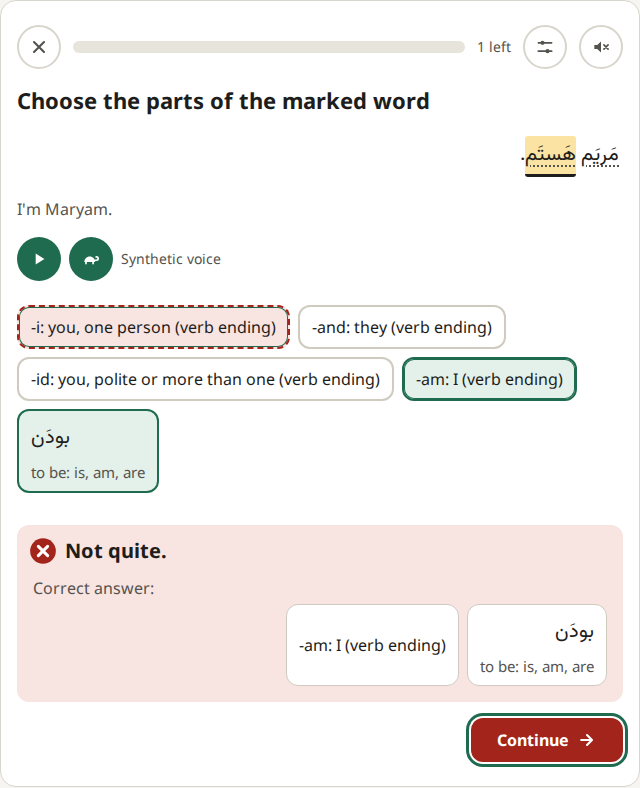 1 left
Choose the parts of the marked word
مَریَم هَستَم.
I'm Maryam.
Synthetic voice
-i: you, one person (verb ending)
-and: they (verb ending)
-id: you, polite or more than one (verb ending)
-am: I (verb ending)
بودَن
to be: is, am, are
Not quite.
Correct answer:
بودَن
to be: is, am, are
-am: I (verb ending)
Continue